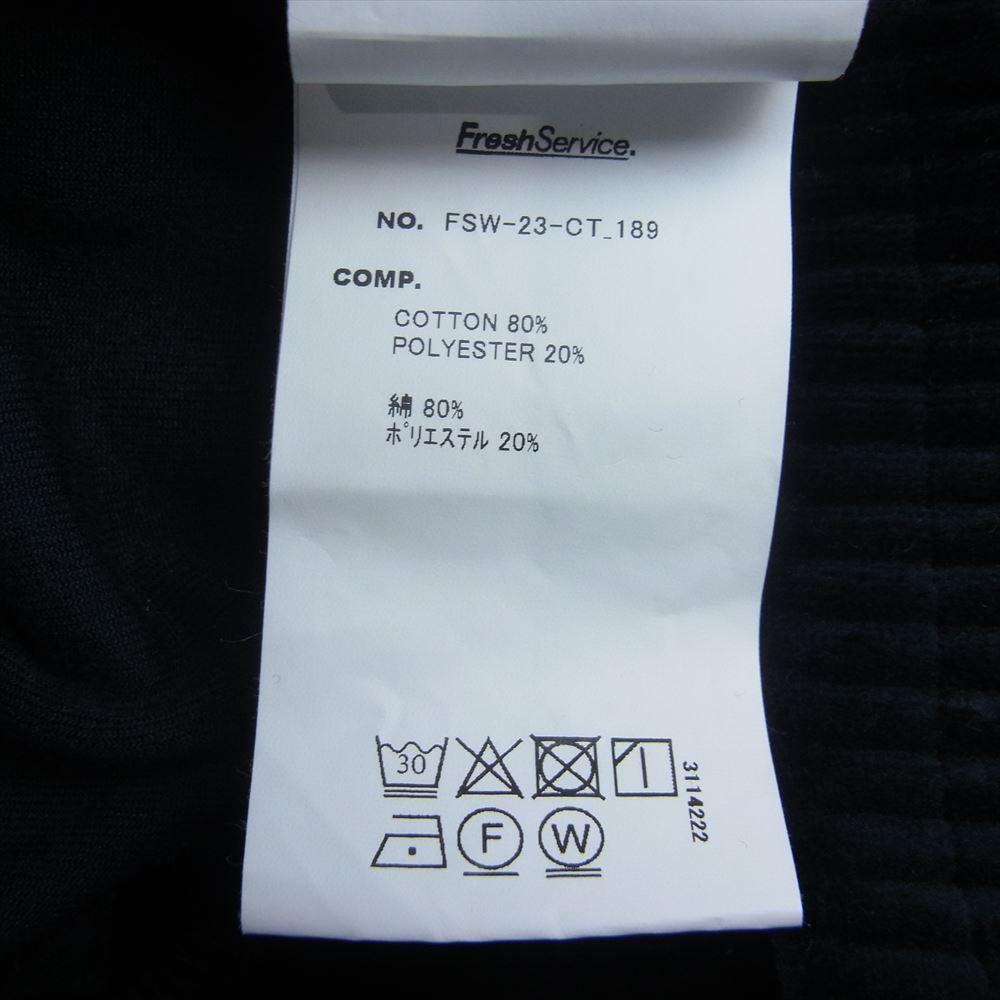 FreshService.
NO. FSW-23-CT_189
COMP.
COTTON 80%
POLYESTER 20%
綿 80%
ポリエステル 20%
30
3114222
F W